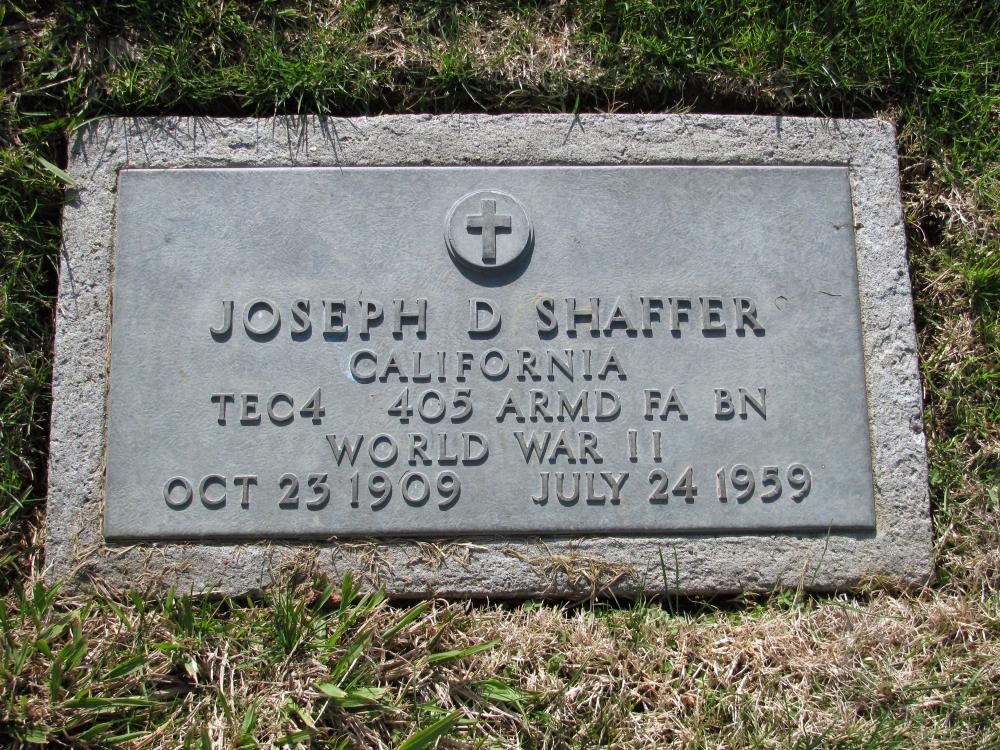 JOSEPH D SHAFFER
CALIFORNIA
TEC4 405 ARMD FA BN
WORLD WAR II
OCT 23 1909 JULY 24 1959